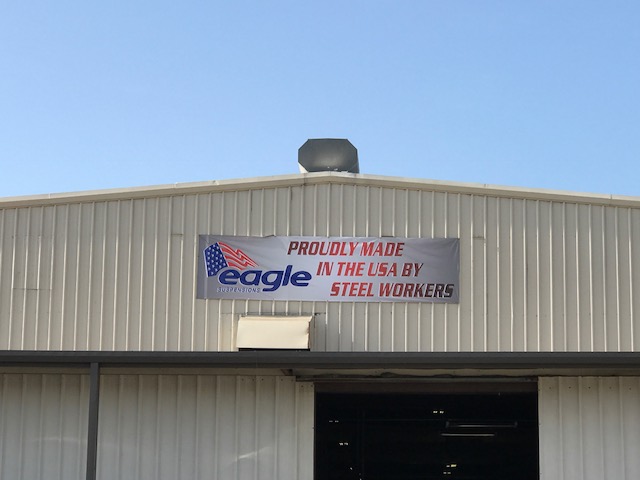 eagle
SUSPENSIONS
PROUDLY MADE
IN THE USA BY
STEEL WORKERS